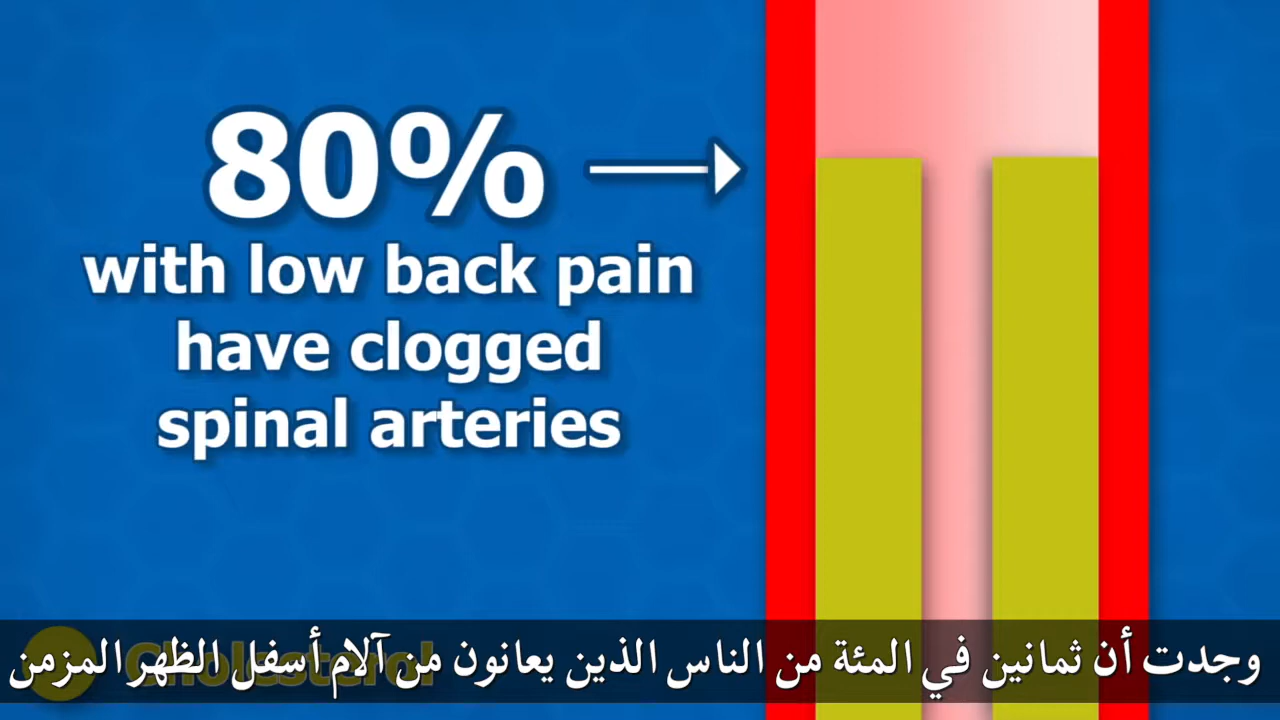 80%
with low back pain
have clogged
spinal arteries
Cholesterol
وجدت أن ثمانين في المئة من الناس الذين يعانون من آلام أسفل الظهر المزمن